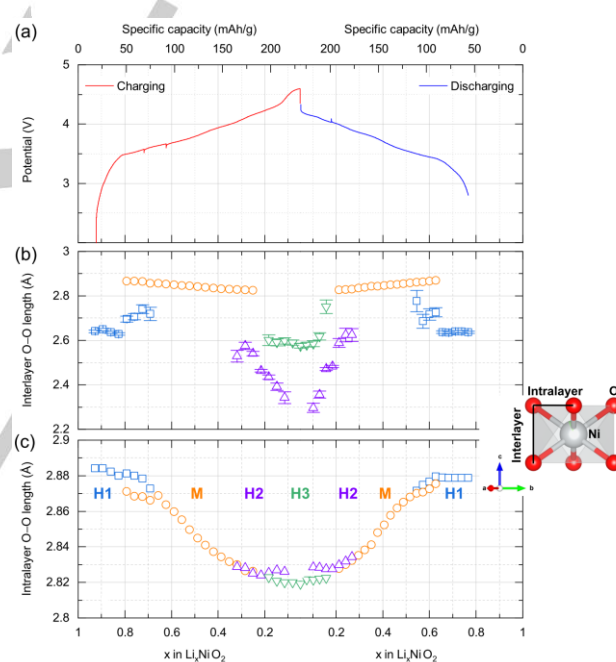 (a)
Specific capacity (mAh/g) Specific capacity (mAh/g)
0 50 100 150 200 200 150 100 50
Charging Discharging
Potential (V)
5
4
3
(b)
Interlayer O–O length (Å)
3
2.8
2.6
2.4
2.2
Intralayer
Interlayer
O
Ni
c
a
b
(c)
Intralayer O–O length (Å)
2.9
2.88
2.86
2.84
2.82
2.8
H1 M H2 H3 H2 M H1
1 0.8 0.6 0.4 0.2 0.2 0.4 0.6 0.8 1
x in LiₓNiO₂ x in LiₓNiO₂